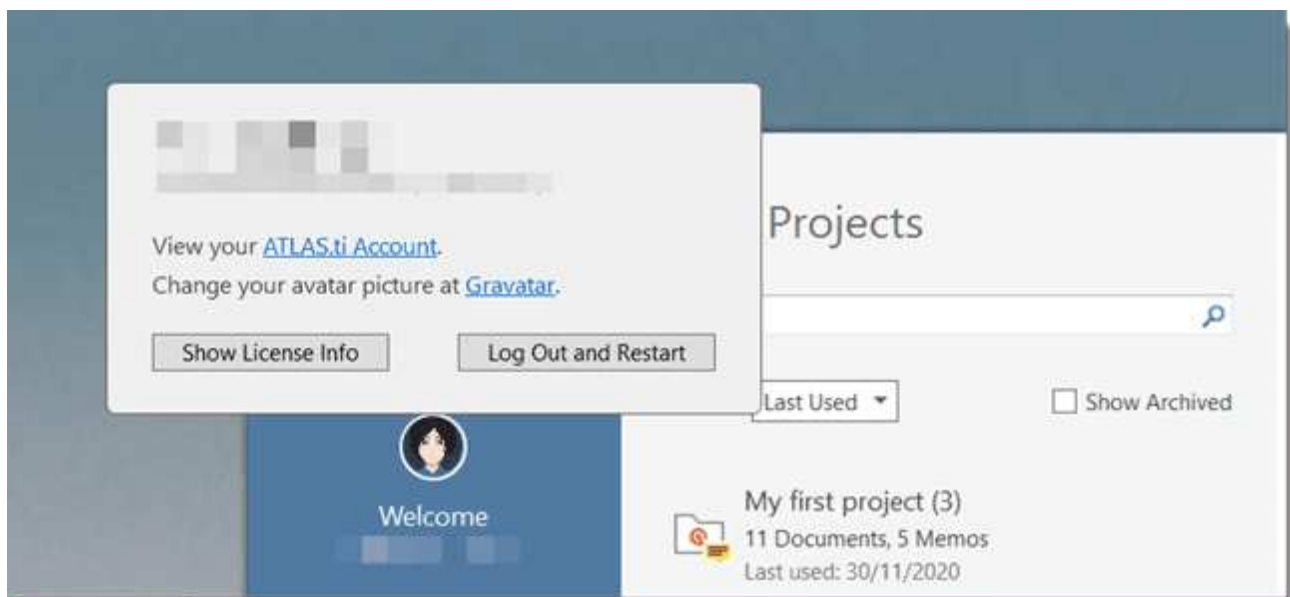 View your ATLAS.ti Account.
Change your avatar picture at Gravatar.
Show License Info
Log Out and Restart
Welcome
Projects
Last Used
Show Archived
My first project (3)
11 Documents, 5 Memos
Last used: 30/11/2020